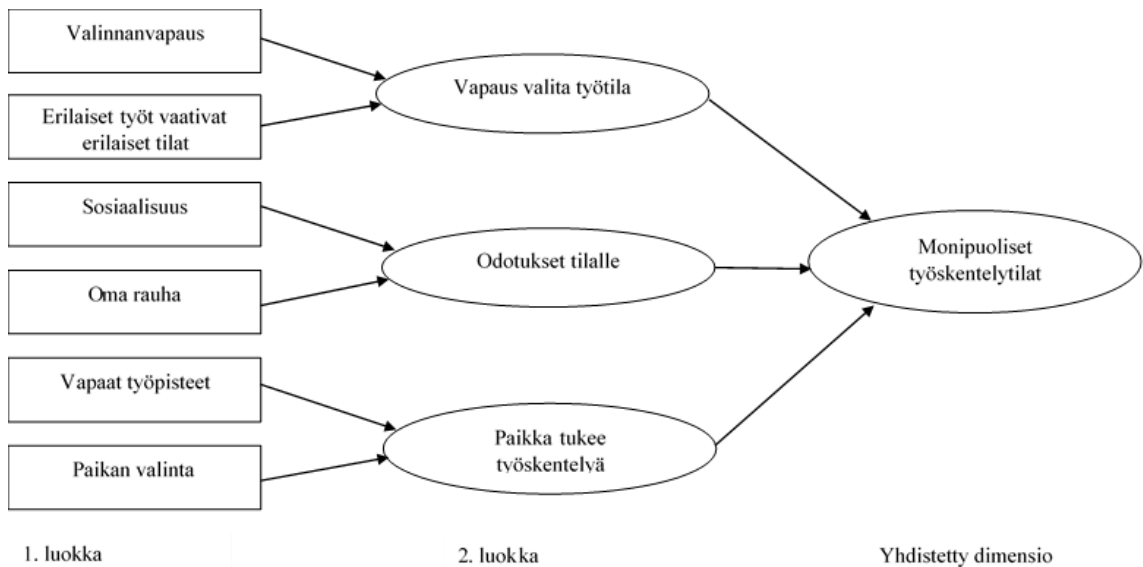 Valinnanvapaus
Erilaiset työt vaativat
erilaiset tilat
Sosiaalisuus
Oma rauha
Vapaat työpisteet
Paikan valinta
Vapaus valita työtila
Odotukset tilalle
Paikka tukee
työskentelyä
Monipuoliset
työskentelytilat
1. luokka
2. luokka
Yhdistetty dimensio